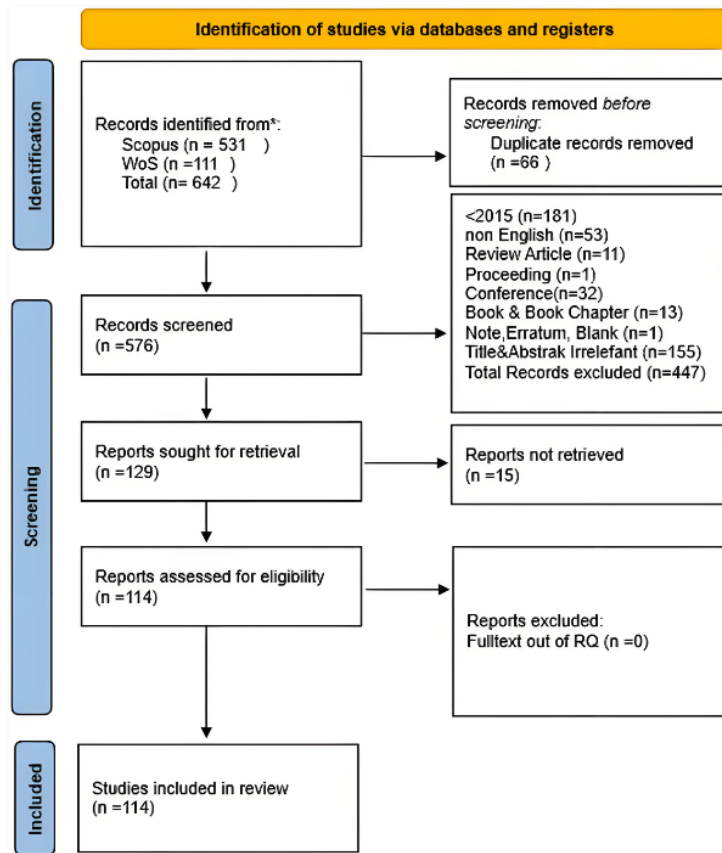 Identification of studies via databases and registers
Identification
Records identified from*:
Scopus (n = 531 )
WoS (n =111 )
Total (n= 642 )
Records removed before
screening:
Duplicate records removed
(n =66 )
<2015 (n=181)
non English (n=53)
Review Article (n=11)
Proceeding (n=1)
Conference(n=32)
Book & Book Chapter (n=13)
Note,Erratum, Blank (n=1)
Title&Abstrak Irrelefant (n=155)
Total Records excluded (n=447)
Screening
Records screened
(n =576)
Reports sought for retrieval
(n =129)
Reports not retrieved
(n =15)
Reports assessed for eligibility
(n =114)
Reports excluded:
Fulltext out of RQ (n =0)
Included
Studies included in review
(n =114)